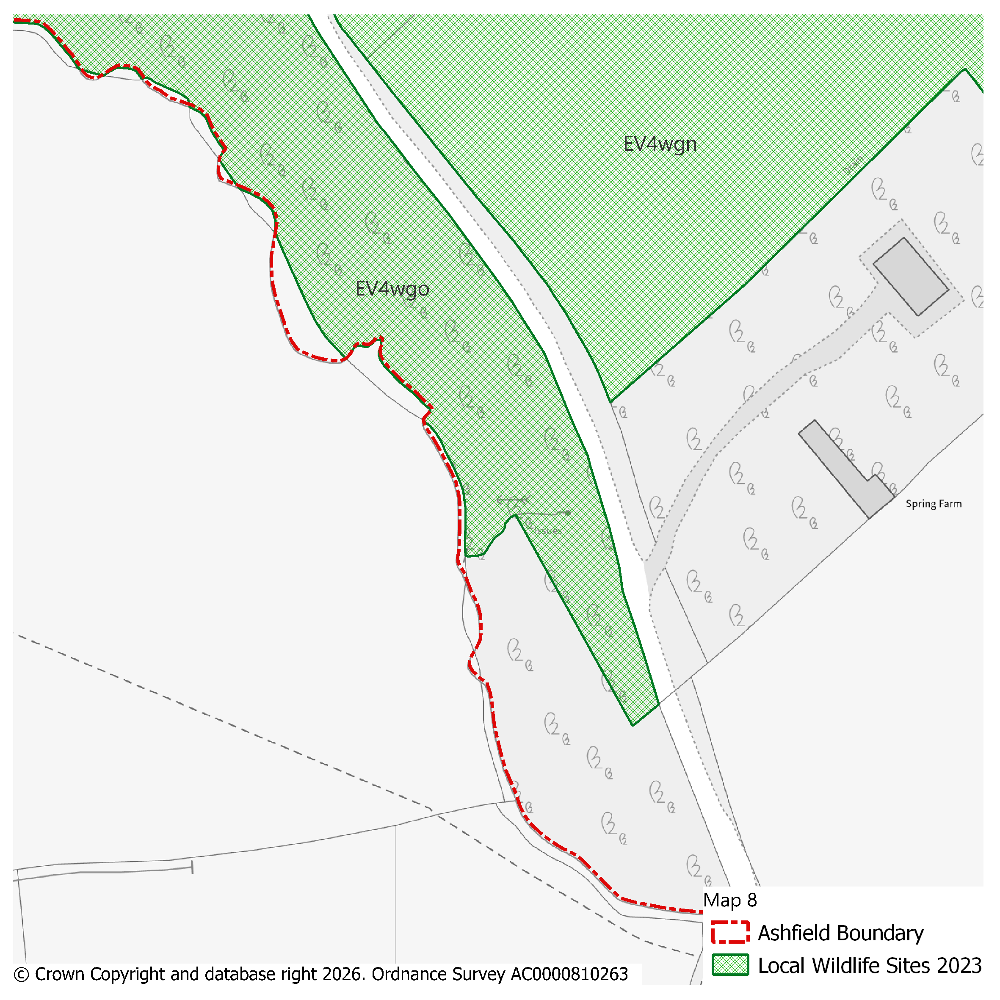 EV4wgn
Drain
EV4wgo
Spring Farm
Issues
Map 8
Ashfield Boundary
Local Wildlife Sites 2023
© Crown Copyright and database right 2026. Ordnance Survey AC0000810263